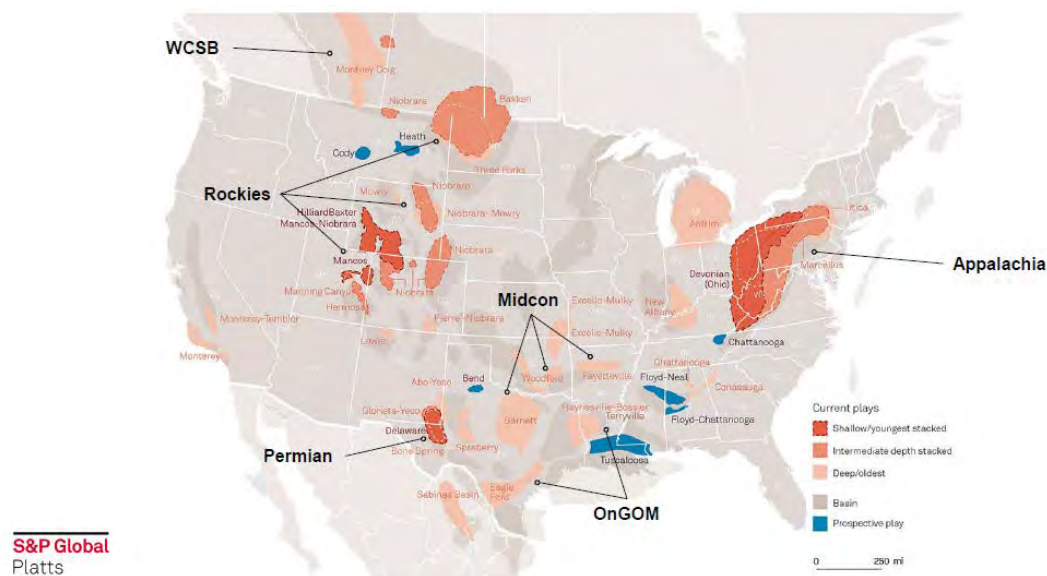 WCSB
Montney Doig
Niobrara
Bakken
Heath
Cody
Three Forks
Rockies
Mowry
Niobrara
HilliardBaxter
Mancos-Niobrara
Niobrara-Mowry
Niobrara
Mancos
Manning Canyon
Niobrara
Hermosa
Antrim
Utica
Marcellus
Appalachia
Devonian
(Ohio)
Midcon
Excello-Mulky
New
Albany
Monterey-Temblor
Pierre-Niobrara
Excello-Mulky
Monterey
Lewis
Chattanooga
Chattanooga
Bend
Woodford
Fayetteville
Floyd-Neal
Conasauga
Abo-Yeso
Glorieta-Yeso
Barnett
Haynesville-Bossier
Terryville
Floyd-Chattanooga
Delaware
Bone Spring
Spraberry
Permian
Tuscaloosa
Sabinas Basin
Eagle
Ford
OnGOM
Current plays
Shallow/youngest stacked
Intermediate depth stacked
Deep/oldest
Basin
Prospective play
0 250 mi
S&P Global
Platts